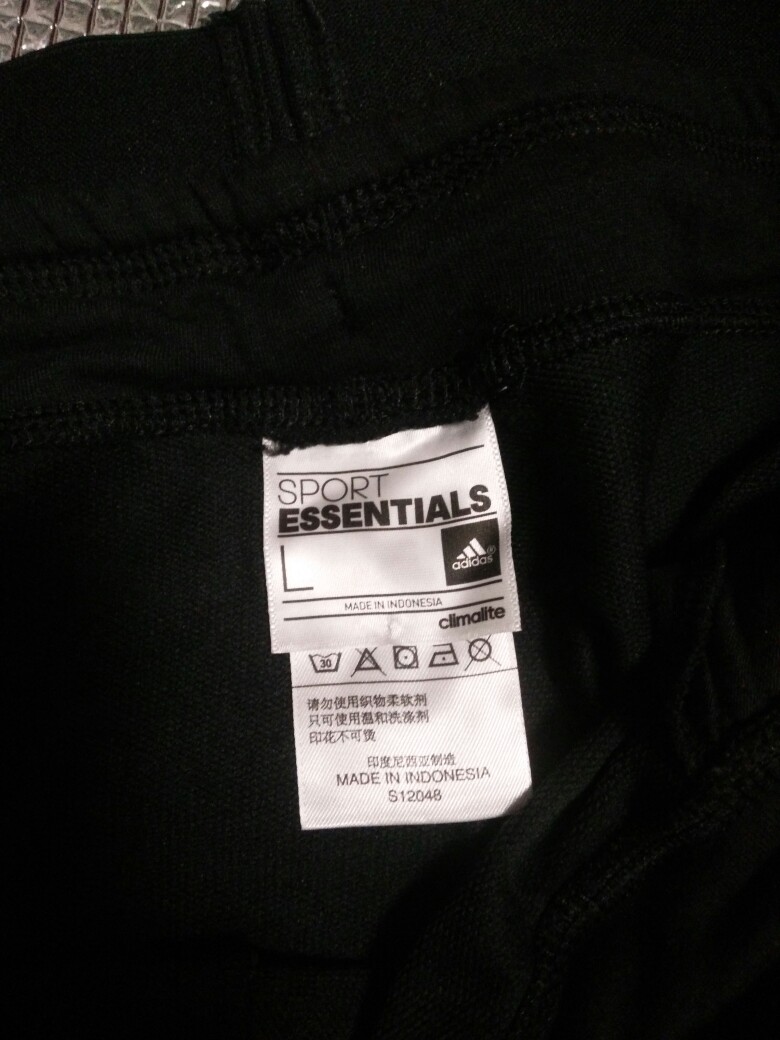 SPORT
ESSENTIALS
L
adidas®
MADE IN INDONESIA
climalite
30
请勿使用织物柔软剂
只可使用温和洗涤剂
印花不可烫
印度尼西亚制造
MADE IN INDONESIA
S12048